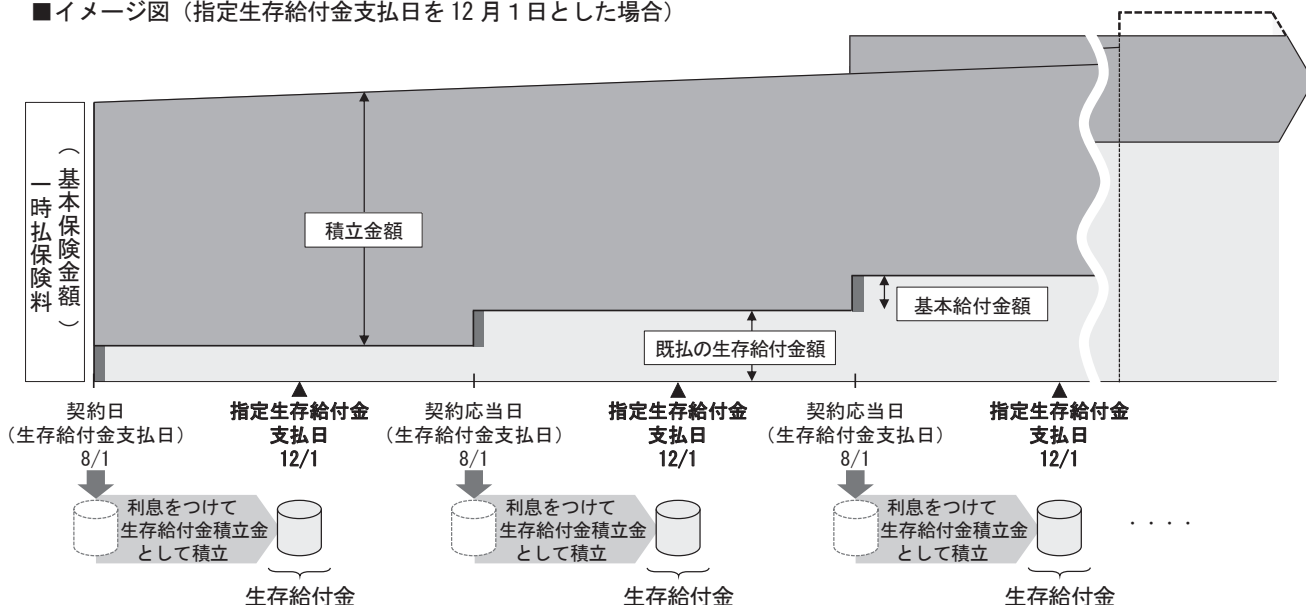 ■イメージ図（指定生存給付金支払日を 12 月１日とした場合）
一時払保険料
（基本保険金額）
積立金額
基本給付金額
既払の生存給付金額
契約日
（生存給付金支払日）
8/1
指定生存給付金
支払日
12/1
契約応当日
（生存給付金支払日）
8/1
指定生存給付金
支払日
12/1
契約応当日
（生存給付金支払日）
8/1
指定生存給付金
支払日
12/1
利息をつけて
生存給付金積立金
として積立
利息をつけて
生存給付金積立金
として積立
利息をつけて
生存給付金積立金
として積立
・・・・
生存給付金
生存給付金
生存給付金